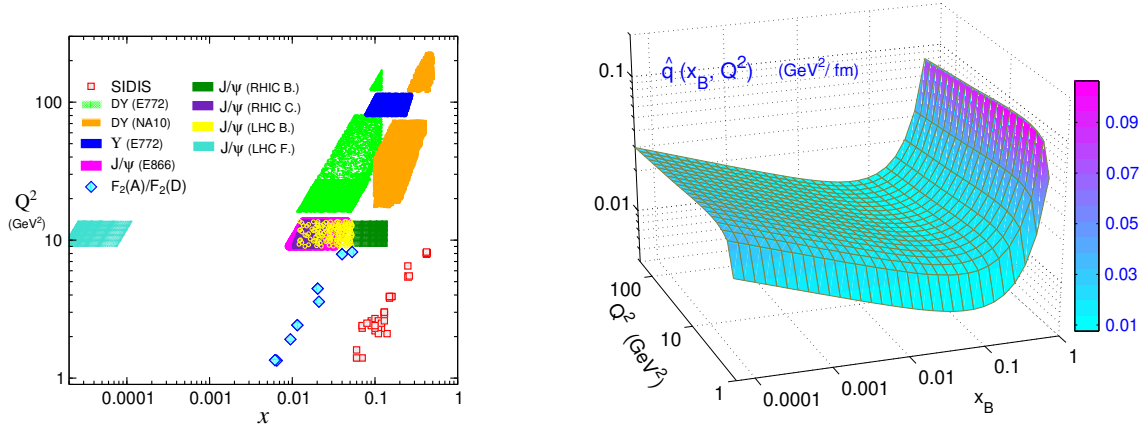 SIDIS
DY (E772)
DY (NA10)
ϒ (E772)
J/ψ (E866)
F₂(A)/F₂(D)
J/ψ (RHIC B.)
J/ψ (RHIC C.)
J/ψ (LHC B.)
J/ψ (LHC F.)
100
10
1
Q²
(GeV²)
0.0001
0.001
0.01
0.1
1
x
q̂ (x_B, Q²) (GeV²/ fm)
0.1
0.01
100
10
1
Q² (GeV²)
0.0001
0.001
0.01
0.1
1
x_B
0.09
0.07
0.05
0.03
0.01